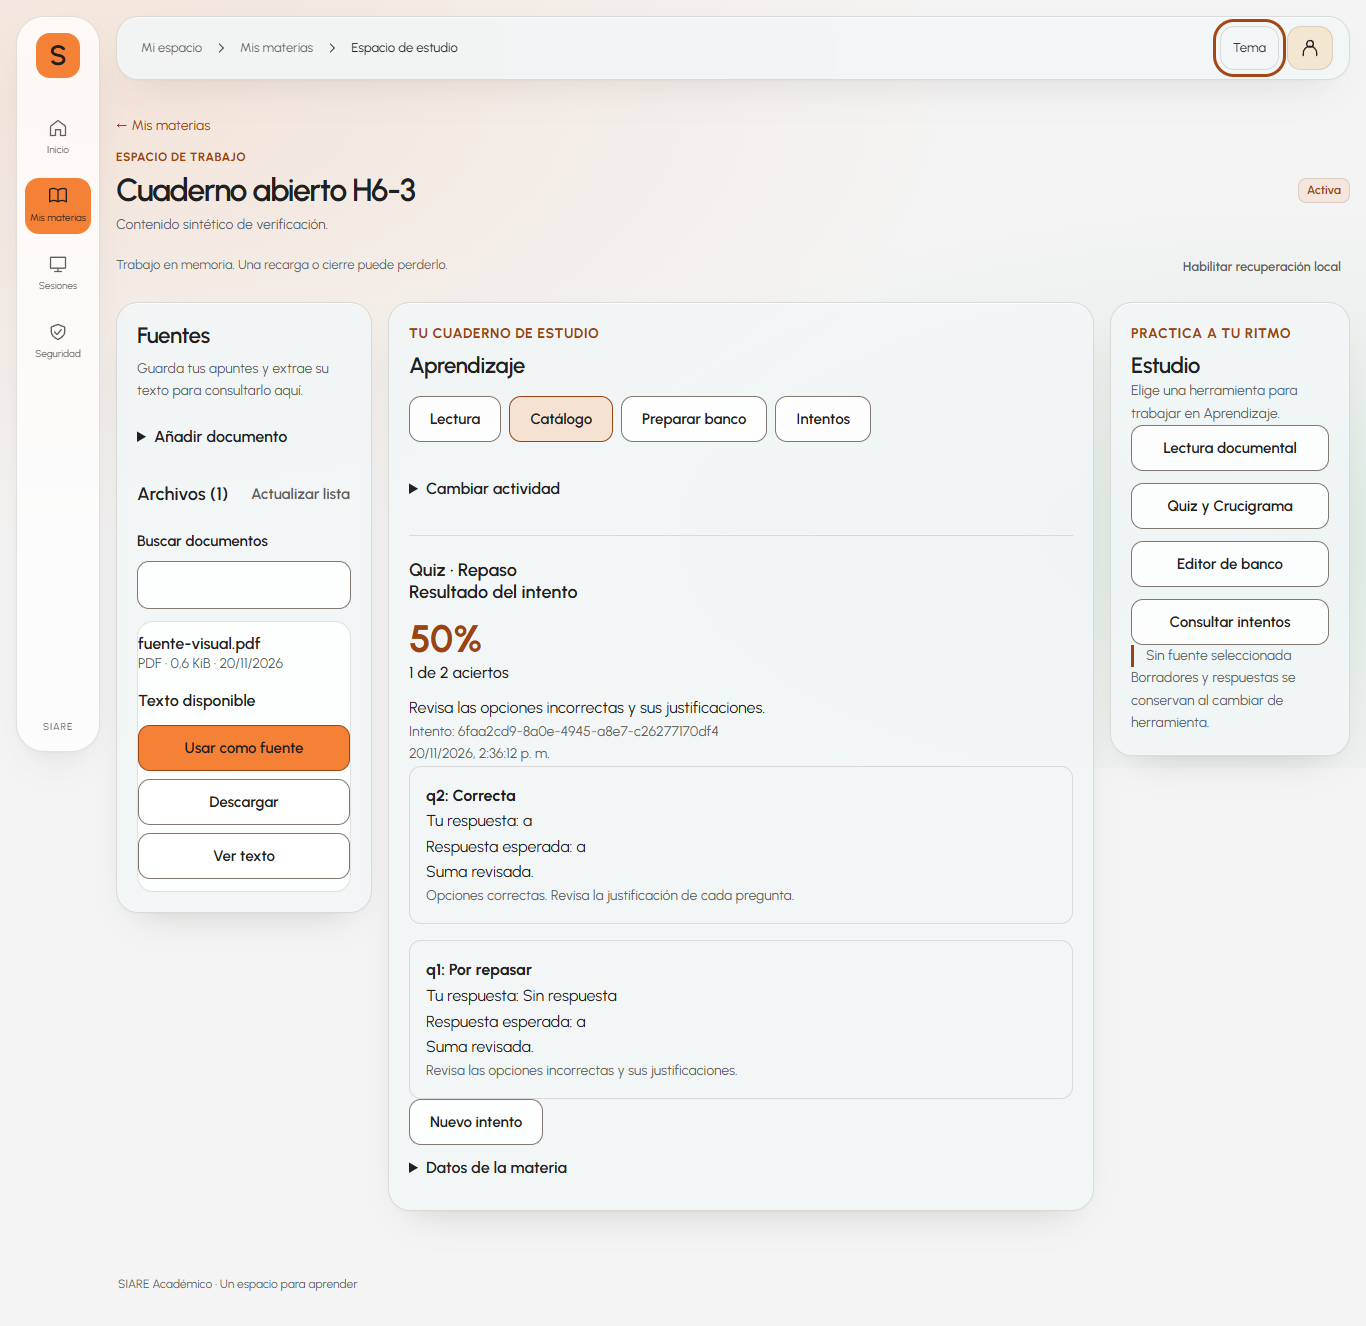 S
Inicio
Mis materias
Sesiones
Seguridad
SIARE
Mi espacio > Mis materias > Espacio de estudio
Tema
← Mis materias
ESPACIO DE TRABAJO
Cuaderno abierto H6-3
Activa
Contenido sintético de verificación.
Trabajo en memoria. Una recarga o cierre puede perderlo.
Habilitar recuperación local
Fuentes
Guarda tus apuntes y extrae su
texto para consultarlo aquí.
Añadir documento
Archivos (1)
Actualizar lista
Buscar documentos
fuente-visual.pdf
PDF · 0,6 KiB · 20/11/2026
Texto disponible
Usar como fuente
Descargar
Ver texto
TU CUADERNO DE ESTUDIO
Aprendizaje
Lectura
Catálogo
Preparar banco
Intentos
Cambiar actividad
Quiz · Repaso
Resultado del intento
50%
1 de 2 aciertos
Revisa las opciones incorrectas y sus justificaciones.
Intento: 6faa2cd9-8a0e-4945-a8e7-c26277170df4
20/11/2026, 2:36:12 p. m.
q2: Correcta
Tu respuesta: a
Respuesta esperada: a
Suma revisada.
Opciones correctas. Revisa la justificación de cada pregunta.
q1: Por repasar
Tu respuesta: Sin respuesta
Respuesta esperada: a
Suma revisada.
Revisa las opciones incorrectas y sus justificaciones.
Nuevo intento
Datos de la materia
PRACTICA A TU RITMO
Estudio
Elige una herramienta para
trabajar en Aprendizaje.
Lectura documental
Quiz y Crucigrama
Editor de banco
Consultar intentos
Sin fuente seleccionada
Borradores y respuestas se
conservan al cambiar de
herramienta.
SIARE Académico · Un espacio para aprender